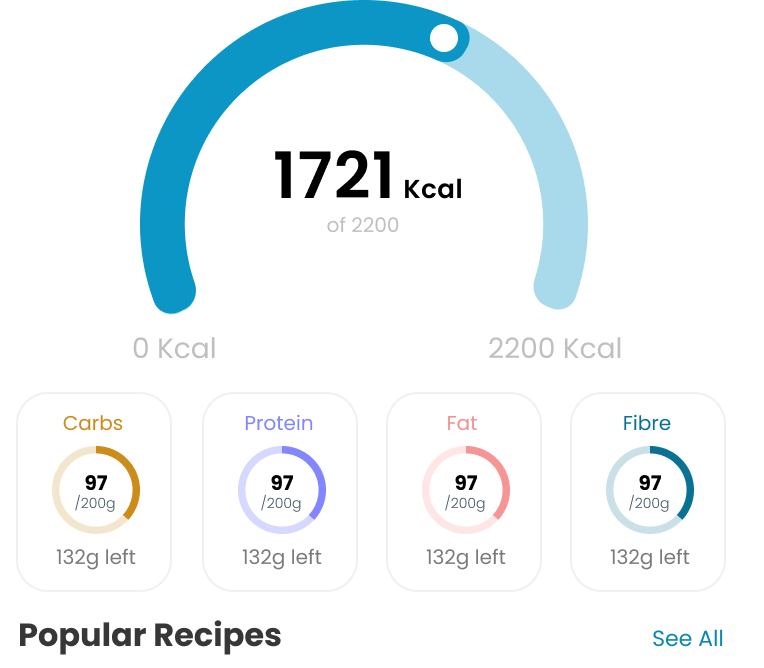 1721 Kcal
of 2200
0 Kcal 2200 Kcal
Carbs Protein Fat Fibre
97 97 97 97
/200g /200g /200g /200g
132g left 132g left 132g left 132g left
Popular Recipes See All